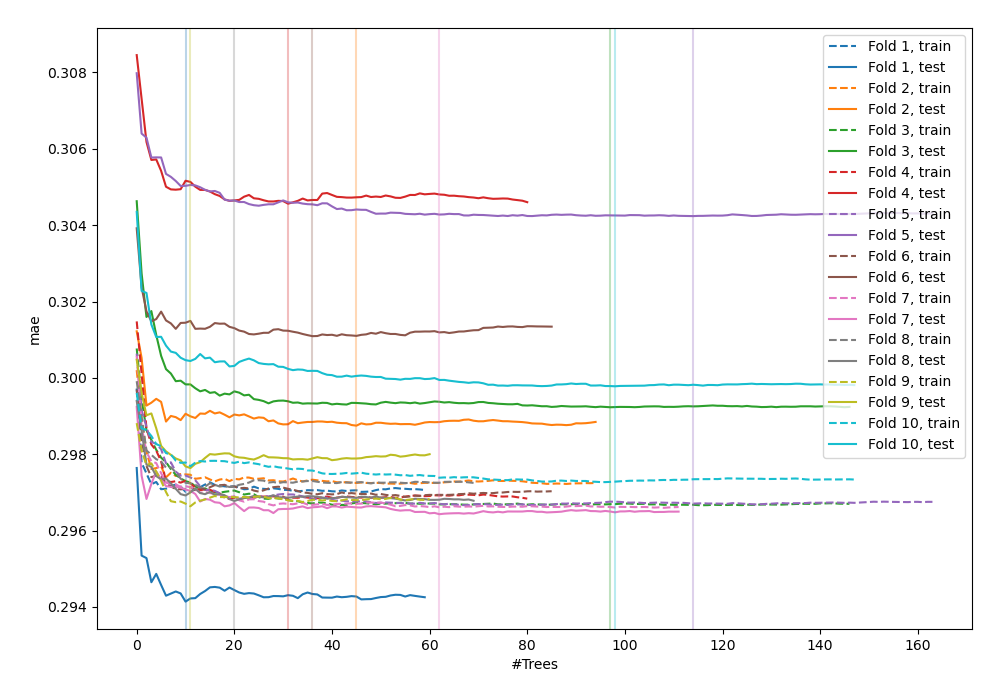 0.308
0.306
0.304
0.302
0.300
0.298
0.296
0.294
mae
0
20
40
60
80
100
120
140
160
#Trees
Fold 1, train
Fold 1, test
Fold 2, train
Fold 2, test
Fold 3, train
Fold 3, test
Fold 4, train
Fold 4, test
Fold 5, train
Fold 5, test
Fold 6, train
Fold 6, test
Fold 7, train
Fold 7, test
Fold 8, train
Fold 8, test
Fold 9, train
Fold 9, test
Fold 10, train
Fold 10, test